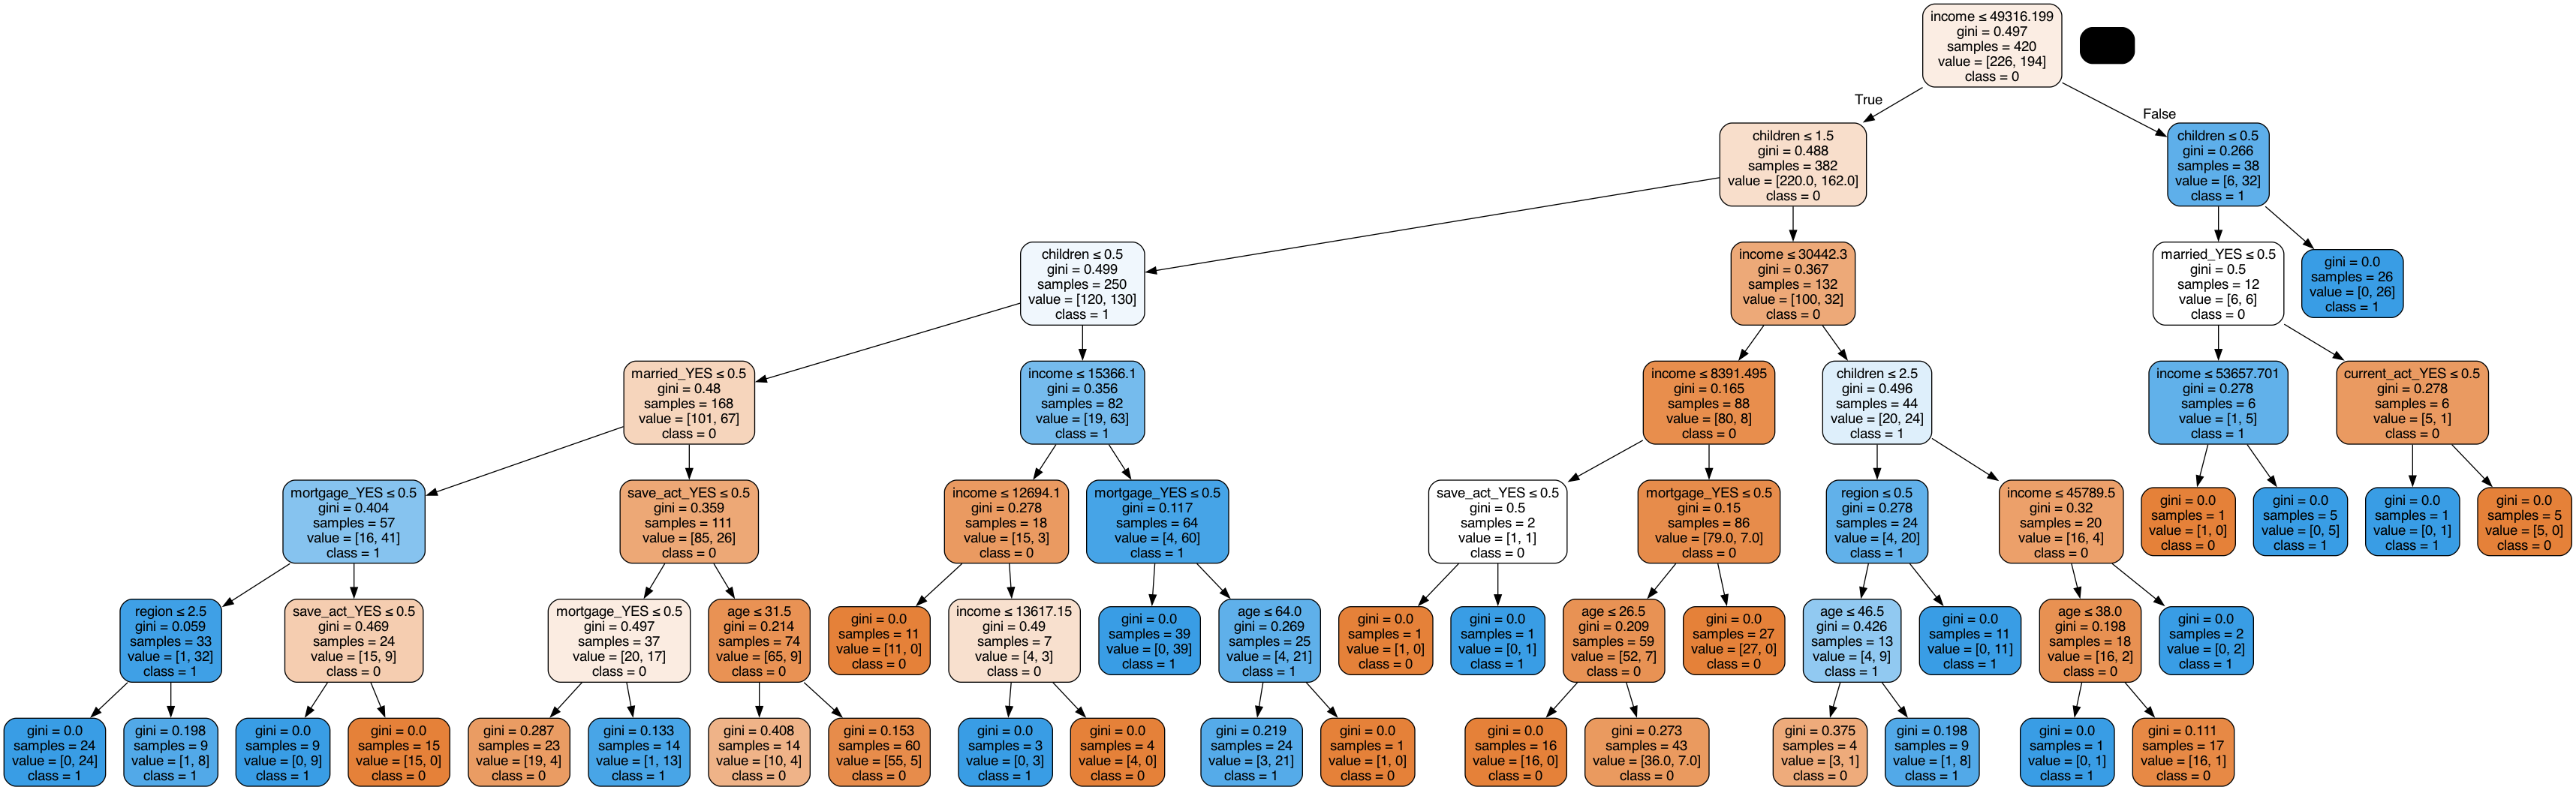 income ≤ 49316.199
gini = 0.497
samples = 420
value = [226, 194]
class = 0
True
False
children ≤ 1.5
gini = 0.488
samples = 382
value = [220.0, 162.0]
class = 0
children ≤ 0.5
gini = 0.266
samples = 38
value = [6, 32]
class = 1
children ≤ 0.5
gini = 0.499
samples = 250
value = [120, 130]
class = 1
income ≤ 30442.3
gini = 0.367
samples = 132
value = [100, 32]
class = 0
married_YES ≤ 0.5
gini = 0.5
samples = 12
value = [6, 6]
class = 0
gini = 0.0
samples = 26
value = [0, 26]
class = 1
married_YES ≤ 0.5
gini = 0.48
samples = 168
value = [101, 67]
class = 0
income ≤ 15366.1
gini = 0.356
samples = 82
value = [19, 63]
class = 1
income ≤ 8391.495
gini = 0.165
samples = 88
value = [80, 8]
class = 0
children ≤ 2.5
gini = 0.496
samples = 44
value = [20, 24]
class = 1
income ≤ 53657.701
gini = 0.278
samples = 6
value = [1, 5]
class = 1
current_act_YES ≤ 0.5
gini = 0.278
samples = 6
value = [5, 1]
class = 0
mortgage_YES ≤ 0.5
gini = 0.404
samples = 57
value = [16, 41]
class = 1
save_act_YES ≤ 0.5
gini = 0.359
samples = 111
value = [85, 26]
class = 0
income ≤ 12694.1
gini = 0.278
samples = 18
value = [15, 3]
class = 0
mortgage_YES ≤ 0.5
gini = 0.117
samples = 64
value = [4, 60]
class = 1
save_act_YES ≤ 0.5
gini = 0.5
samples = 2
value = [1, 1]
class = 0
mortgage_YES ≤ 0.5
gini = 0.15
samples = 86
value = [79.0, 7.0]
class = 0
region ≤ 0.5
gini = 0.278
samples = 24
value = [4, 20]
class = 1
income ≤ 45789.5
gini = 0.32
samples = 20
value = [16, 4]
class = 0
gini = 0.0
samples = 1
value = [1, 0]
class = 0
gini = 0.0
samples = 5
value = [0, 5]
class = 1
gini = 0.0
samples = 1
value = [0, 1]
class = 1
gini = 0.0
samples = 5
value = [5, 0]
class = 0
region ≤ 2.5
gini = 0.059
samples = 33
value = [1, 32]
class = 1
save_act_YES ≤ 0.5
gini = 0.469
samples = 24
value = [15, 9]
class = 0
mortgage_YES ≤ 0.5
gini = 0.497
samples = 37
value = [20, 17]
class = 0
age ≤ 31.5
gini = 0.214
samples = 74
value = [65, 9]
class = 0
gini = 0.0
samples = 11
value = [11, 0]
class = 0
income ≤ 13617.15
gini = 0.49
samples = 7
value = [4, 3]
class = 0
gini = 0.0
samples = 39
value = [0, 39]
class = 1
age ≤ 64.0
gini = 0.269
samples = 25
value = [4, 21]
class = 1
gini = 0.0
samples = 1
value = [1, 0]
class = 0
gini = 0.0
samples = 1
value = [0, 1]
class = 1
age ≤ 26.5
gini = 0.209
samples = 59
value = [52, 7]
class = 0
gini = 0.0
samples = 27
value = [27, 0]
class = 0
age ≤ 46.5
gini = 0.426
samples = 13
value = [4, 9]
class = 1
gini = 0.0
samples = 11
value = [0, 11]
class = 1
age ≤ 38.0
gini = 0.198
samples = 18
value = [16, 2]
class = 0
gini = 0.0
samples = 2
value = [0, 2]
class = 1
gini = 0.0
samples = 24
value = [0, 24]
class = 1
gini = 0.198
samples = 9
value = [1, 8]
class = 1
gini = 0.0
samples = 9
value = [0, 9]
class = 1
gini = 0.0
samples = 15
value = [15, 0]
class = 0
gini = 0.287
samples = 23
value = [19, 4]
class = 0
gini = 0.133
samples = 14
value = [1, 13]
class = 1
gini = 0.408
samples = 14
value = [10, 4]
class = 0
gini = 0.153
samples = 60
value = [55, 5]
class = 0
gini = 0.0
samples = 3
value = [0, 3]
class = 1
gini = 0.0
samples = 4
value = [4, 0]
class = 0
gini = 0.219
samples = 24
value = [3, 21]
class = 1
gini = 0.0
samples = 1
value = [1, 0]
class = 0
gini = 0.0
samples = 16
value = [16, 0]
class = 0
gini = 0.273
samples = 43
value = [36.0, 7.0]
class = 0
gini = 0.375
samples = 4
value = [3, 1]
class = 0
gini = 0.198
samples = 9
value = [1, 8]
class = 1
gini = 0.0
samples = 1
value = [0, 1]
class = 1
gini = 0.111
samples = 17
value = [16, 1]
class = 0